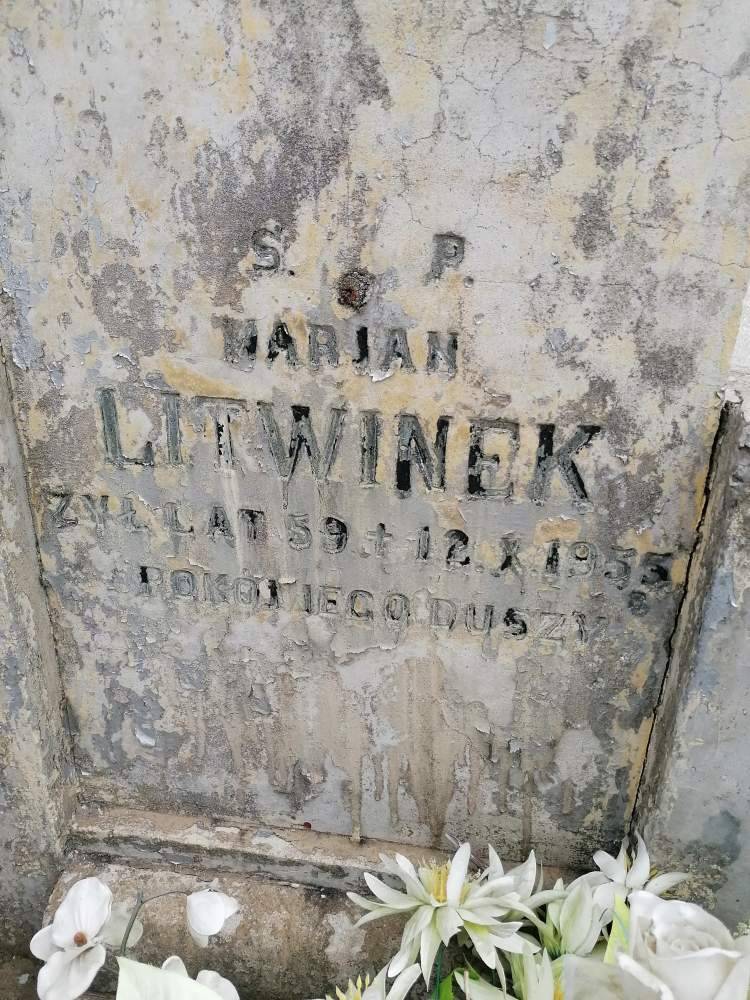 Ś. P.
MARJAN
LITWINEK
ŻYŁ LAT 59 + 12.X 1955
POKÓJ JEGO DUSZY